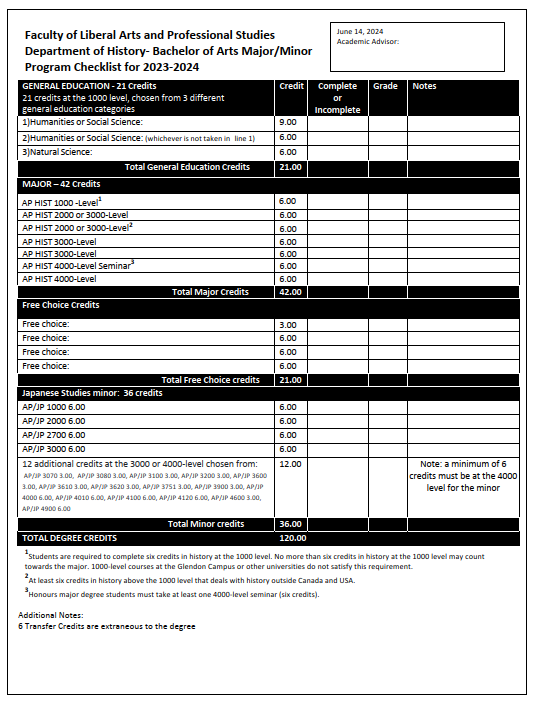 Faculty of Liberal Arts and Professional Studies
Department of History- Bachelor of Arts Major/Minor
Program Checklist for 2023-2024
June 14, 2024
Academic Advisor:
GENERAL EDUCATION - 21 Credits
21 credits at the 1000 level, chosen from 3 different
general education categories
Credit
Complete
or
Incomplete
Grade
Notes
1)Humanities or Social Science: 9.00
2)Humanities or Social Science: (whichever is not taken in line 1) 6.00
3)Natural Science: 6.00
Total General Education Credits 21.00
MAJOR – 42 Credits
AP HIST 1000 -Level1 6.00
AP HIST 2000 or 3000-Level 6.00
AP HIST 2000 or 3000-Level2 6.00
AP HIST 3000-Level 6.00
AP HIST 3000-Level 6.00
AP HIST 4000-Level Seminar3 6.00
AP HIST 4000-Level 6.00
Total Major Credits 42.00
Free Choice Credits
Free choice: 3.00
Free choice: 6.00
Free choice: 6.00
Free choice: 6.00
Total Free Choice credits 21.00
Japanese Studies minor: 36 credits
AP/JP 1000 6.00 6.00
AP/JP 2000 6.00 6.00
AP/JP 2700 6.00 6.00
AP/JP 3000 6.00 6.00
12 additional credits at the 3000 or 4000-level chosen from:
AP/JP 3070 3.00, AP/JP 3080 3.00, AP/JP 3100 3.00, AP/JP 3200 3.00, AP/JP 3600
3.00, AP/JP 3610 3.00, AP/JP 3620 3.00, AP/JP 3751 3.00, AP/JP 3900 3.00, AP/JP
4000 6.00, AP/JP 4010 6.00, AP/JP 4100 6.00, AP/JP 4120 6.00, AP/JP 4600 3.00,
AP/JP 4900 6.00
12.00
Note: a minimum of 6
credits must be at the 4000
level for the minor
Total Minor credits 36.00
TOTAL DEGREE CREDITS 120.00
1Students are required to complete six credits in history at the 1000 level. No more than six credits in history at the 1000 level may count
towards the major. 1000-level courses at the Glendon Campus or other universities do not satisfy this requirement.
2At least six credits in history above the 1000 level that deals with history outside Canada and USA.
3Honours major degree students must take at least one 4000-level seminar (six credits).
Additional Notes:
6 Transfer Credits are extraneous to the degree